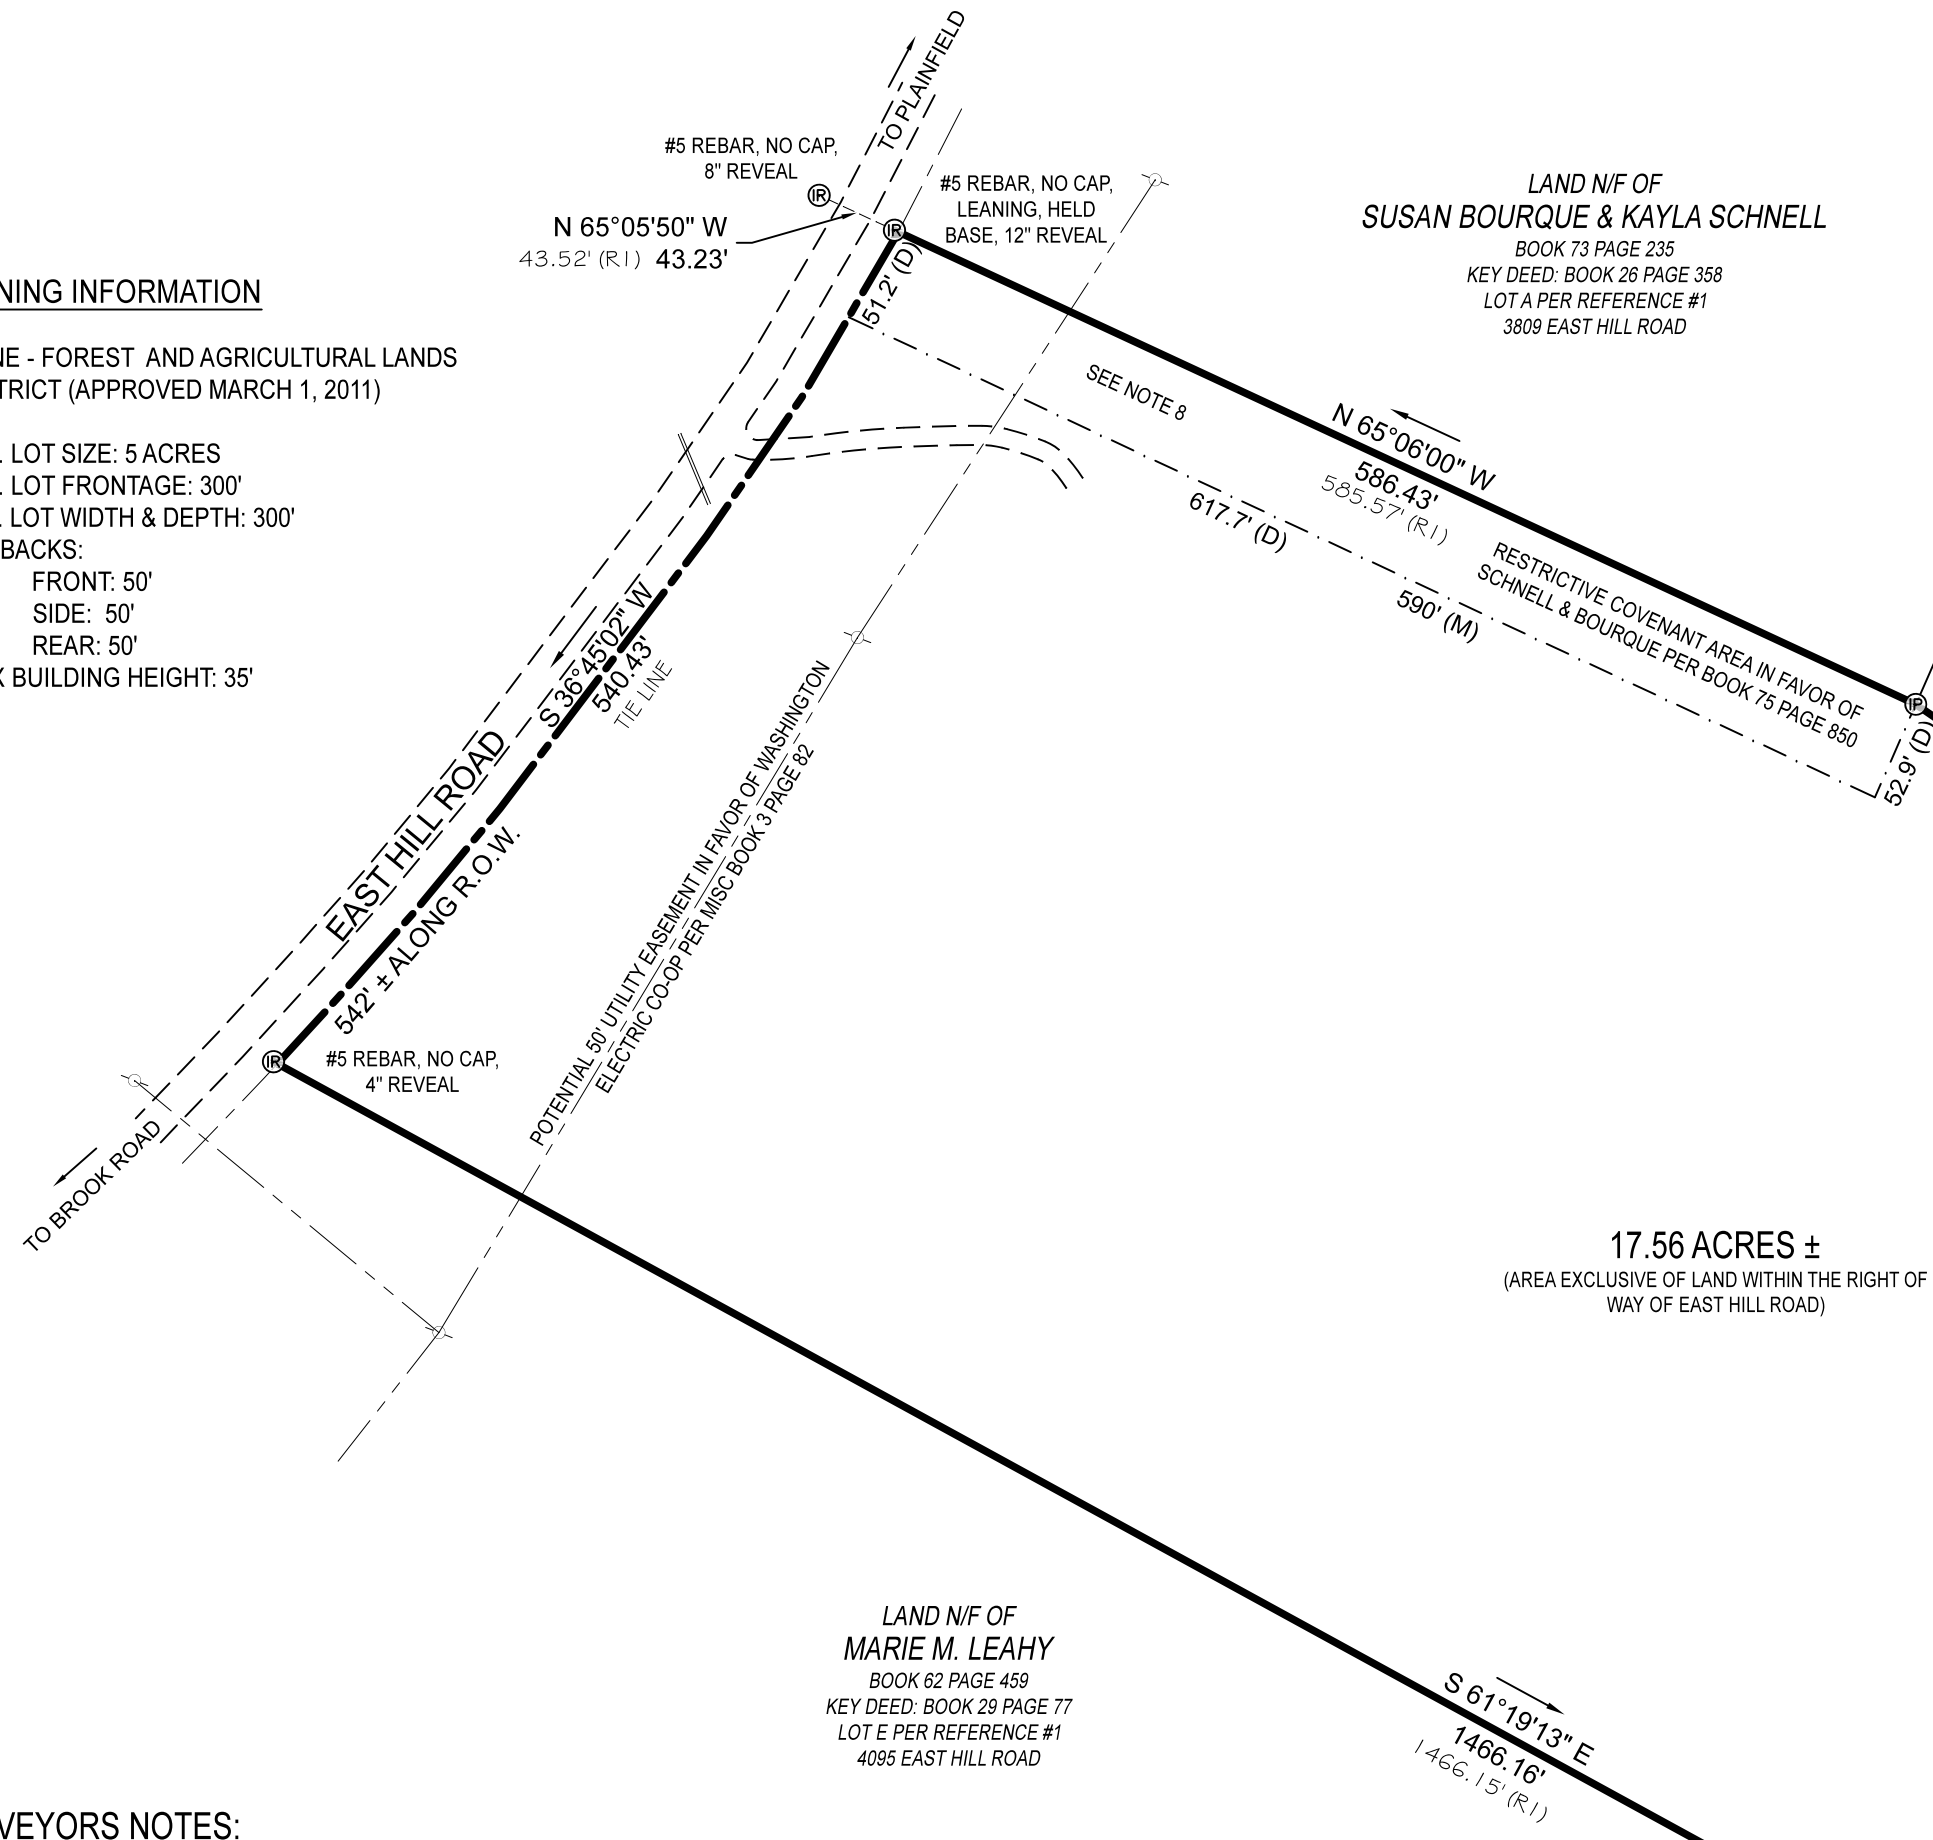 TO PLAINFIELD
#5 REBAR, NO CAP,
8" REVEAL
IR
IR
#5 REBAR, NO CAP,
LEANING, HELD
BASE, 12" REVEAL
N 65°05'50" W
43.52' (R1) 43.23'
51.2' (D)
LAND N/F OF
SUSAN BOURQUE & KAYLA SCHNELL
BOOK 73 PAGE 235
KEY DEED: BOOK 26 PAGE 358
LOT A PER REFERENCE #1
3809 EAST HILL ROAD
NING INFORMATION
NE - FOREST AND AGRICULTURAL LANDS
TRICT (APPROVED MARCH 1, 2011)
. LOT SIZE: 5 ACRES
. LOT FRONTAGE: 300'
. LOT WIDTH & DEPTH: 300'
BACKS:
FRONT: 50'
SIDE: 50'
REAR: 50'
X BUILDING HEIGHT: 35'
SEE NOTE 8
N 65°06'00" W
586.43'
585.57' (R1)
617.7' (D)
590' (M)
RESTRICTIVE COVENANT AREA IN FAVOR OF
SCHNELL & BOURQUE PER BOOK 75 PAGE 850
IP
52.9' (D)
S 36°45'02" W
540.43'
TIE LINE
EAST HILL ROAD
542' ± ALONG R.O.W.
POTENTIAL 50' UTILITY EASEMENT IN FAVOR OF WASHINGTON
ELECTRIC CO-OP PER MISC BOOK 3 PAGE 82
IR
#5 REBAR, NO CAP,
4" REVEAL
TO BROOK ROAD
17.56 ACRES ±
(AREA EXCLUSIVE OF LAND WITHIN THE RIGHT OF
WAY OF EAST HILL ROAD)
LAND N/F OF
MARIE M. LEAHY
BOOK 62 PAGE 459
KEY DEED: BOOK 29 PAGE 77
LOT E PER REFERENCE #1
4095 EAST HILL ROAD
S 61°19'13" E
1466.16'
1466.15' (R1)
VEYORS NOTES: